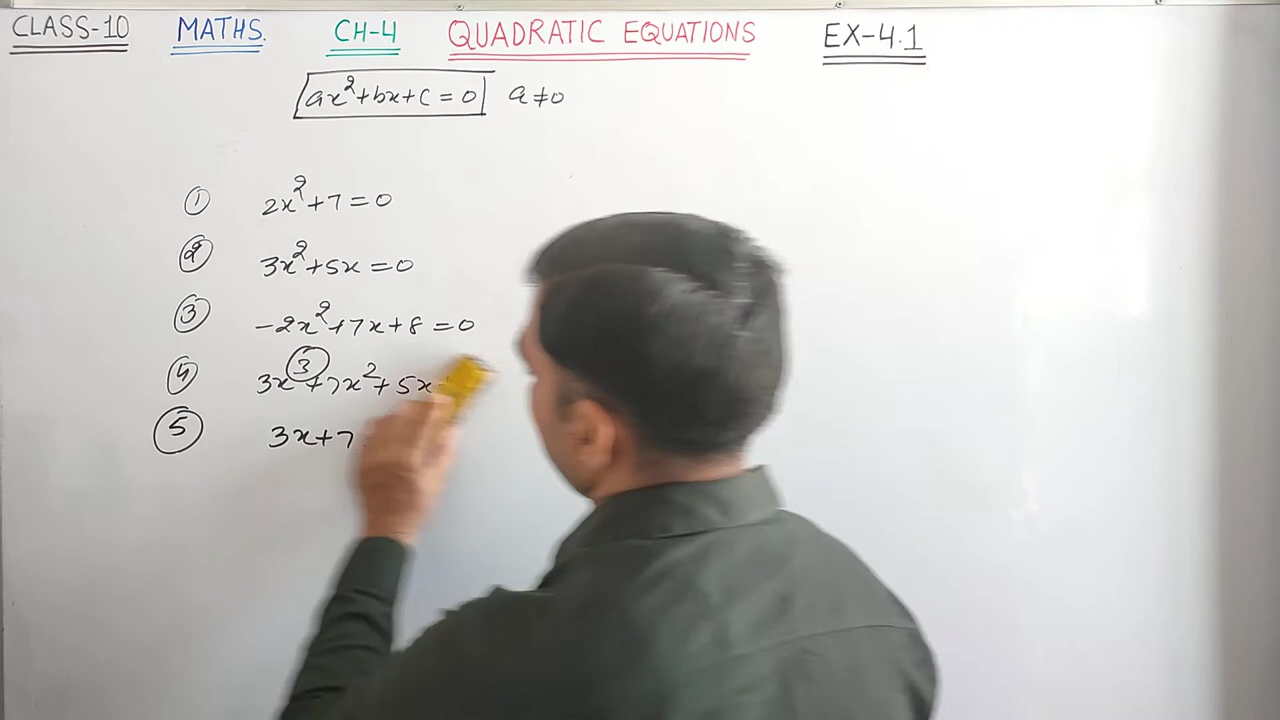 CLASS-10 MATHS. CH-4 QUADRATIC EQUATIONS EX-4.1
ax²+bx+c=0 a≠0
① 2x²+7=0
② 3x²+5x=0
③ -2x²+7x+8=0
④ 3x³+7x²+5x
⑤ 3x+7